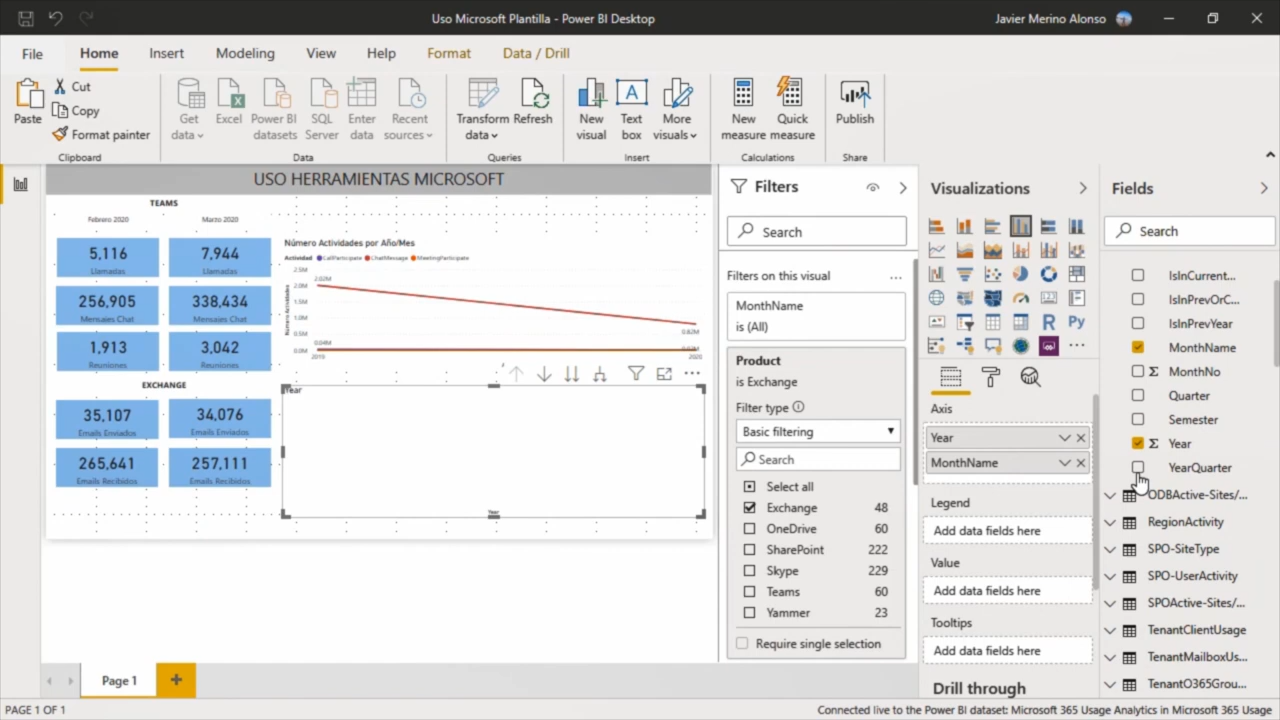 Uso Microsoft Plantilla - Power BI Desktop
Javier Merino Alonso
File Home Insert Modeling View Help Format Data / Drill
Paste
Cut
Copy
Format painter
Clipboard
Get data
Excel
Power BI datasets
SQL Server
Enter data
Recent sources
Data
Transform data
Refresh
Queries
New visual
Text box
More visuals
Insert
New measure
Quick measure
Calculations
Publish
Share
USO HERRAMIENTAS MICROSOFT
TEAMS
Febrero 2020 Marzo 2020
5,116 7,944
Llamadas Llamadas
256,905 338,434
Mensajes Chat Mensajes Chat
1,913 3,042
Reuniones Reuniones
EXCHANGE
35,107 34,076
Emails Enviados Emails Enviados
265,641 257,111
Emails Recibidos Emails Recibidos
Número Actividades por Año/Mes
Actividad CallParticipate ChatMessage MeetingParticipate
Número Actividades
2.5M
2.0M
1.5M
1.0M
0.5M
0.0M
2.02M
0.04M
0.82M
2019 2020
Year
Year
Filters
Search
Filters on this visual
MonthName
is (All)
Product
is Exchange
Filter type
Basic filtering
Search
Select all
Exchange 48
OneDrive 60
SharePoint 222
Skype 229
Teams 60
Yammer 23
Require single selection
Visualizations
R Py
Axis
Year
MonthName
Legend
Add data fields here
Value
Add data fields here
Tooltips
Add data fields here
Drill through
Fields
Search
IsInCurrent...
IsInPrevOrC...
IsInPrevYear
MonthName
Σ MonthNo
Quarter
Semester
Σ Year
YearQuarter
ODBActive-Sites/...
RegionActivity
SPO-SiteType
SPO-UserActivity
SPOActive-Sites/...
TenantClientUsage
TenantMailboxUs...
TenantO365Grou...
Page 1
PAGE 1 OF 1
Connected live to the Power BI dataset: Microsoft 365 Usage Analytics in Microsoft 365 Usage